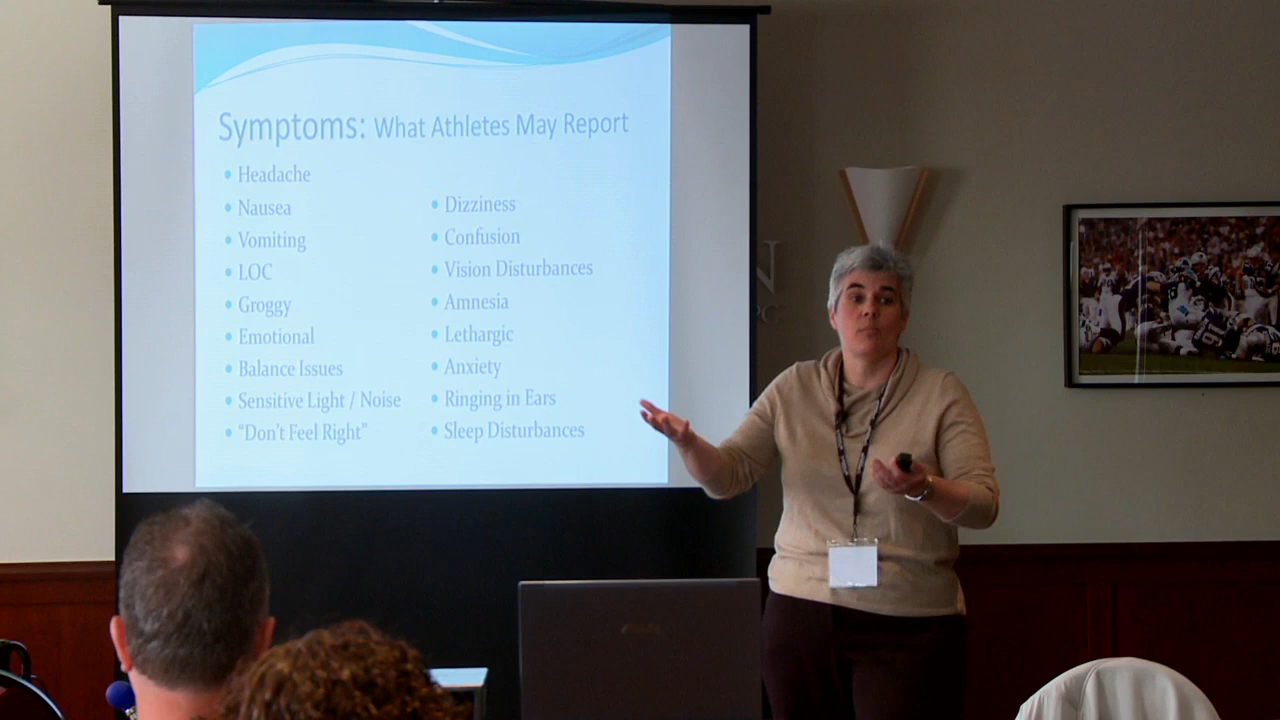 Symptoms: What Athletes May Report
• Headache
• Nausea
• Vomiting
• LOC
• Groggy
• Emotional
• Balance Issues
• Sensitive Light / Noise
• "Don't Feel Right"
• Dizziness
• Confusion
• Vision Disturbances
• Amnesia
• Lethargic
• Anxiety
• Ringing in Ears
• Sleep Disturbances